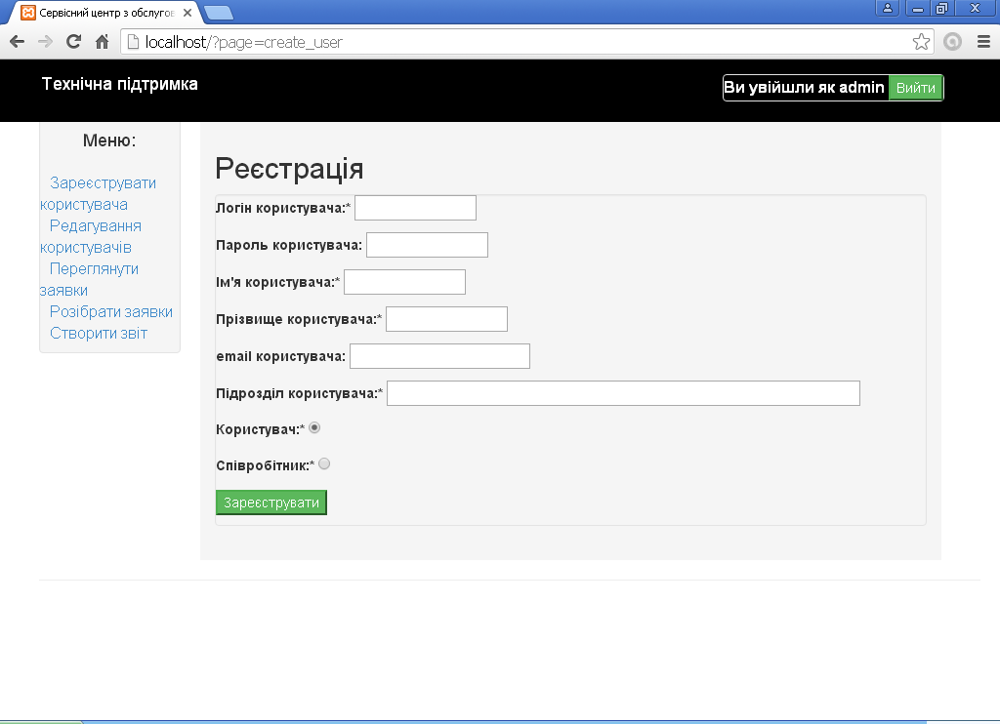 Сервісний центр з обслугов
localhost/?page=create_user
Технічна підтримка
Ви увійшли як admin Вийти
Меню:
Зареєструвати
користувача
Редагування
користувачів
Переглянути
заявки
Розібрати заявки
Створити звіт
Реєстрація
Логін користувача:*
Пароль користувача:
Ім'я користувача:*
Прізвище користувача:*
email користувача:
Підрозділ користувача:*
Користувач:*
Співробітник:*
Зареєструвати